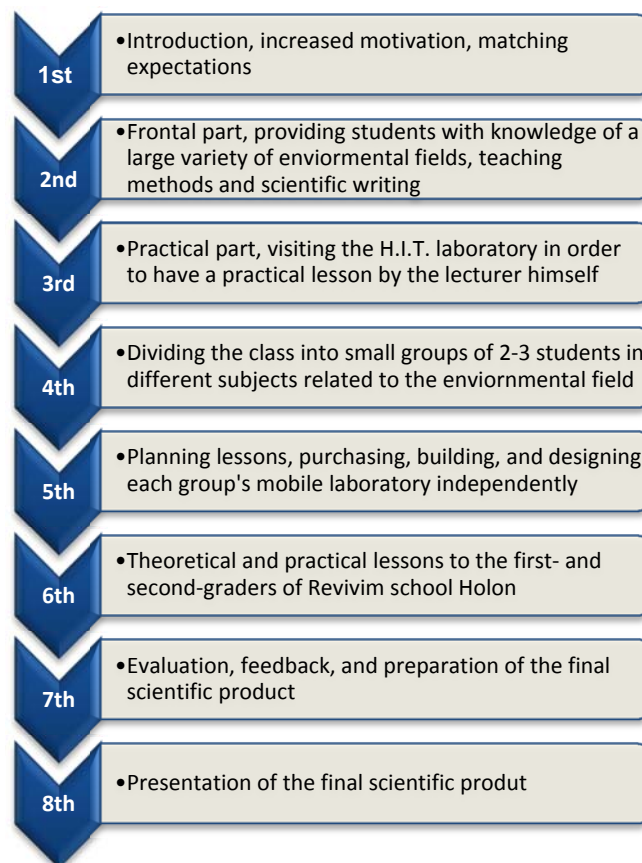 1st
•Introduction, increased motivation, matching
expectations
2nd
•Frontal part, providing students with knowledge of a
large variety of enviormental fields, teaching
methods and scientific writing
3rd
•Practical part, visiting the H.I.T. laboratory in order
to have a practical lesson by the lecturer himself
4th
•Dividing the class into small groups of 2-3 students in
different subjects related to the enviornmental field
5th
•Planning lessons, purchasing, building, and designing
each group's mobile laboratory independently
6th
•Theoretical and practical lessons to the first- and
second-graders of Revivim school Holon
7th
•Evaluation, feedback, and preparation of the final
scientific product
8th
•Presentation of the final scientific produt